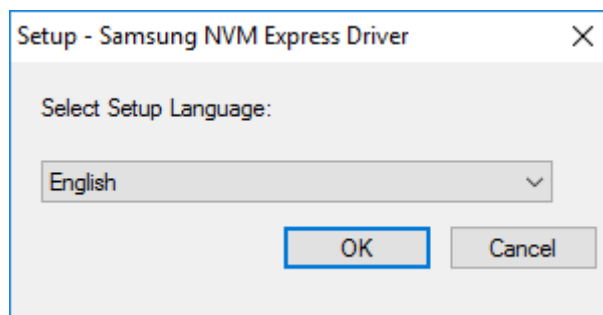 Setup - Samsung NVM Express Driver
Select Setup Language:
English
OK Cancel